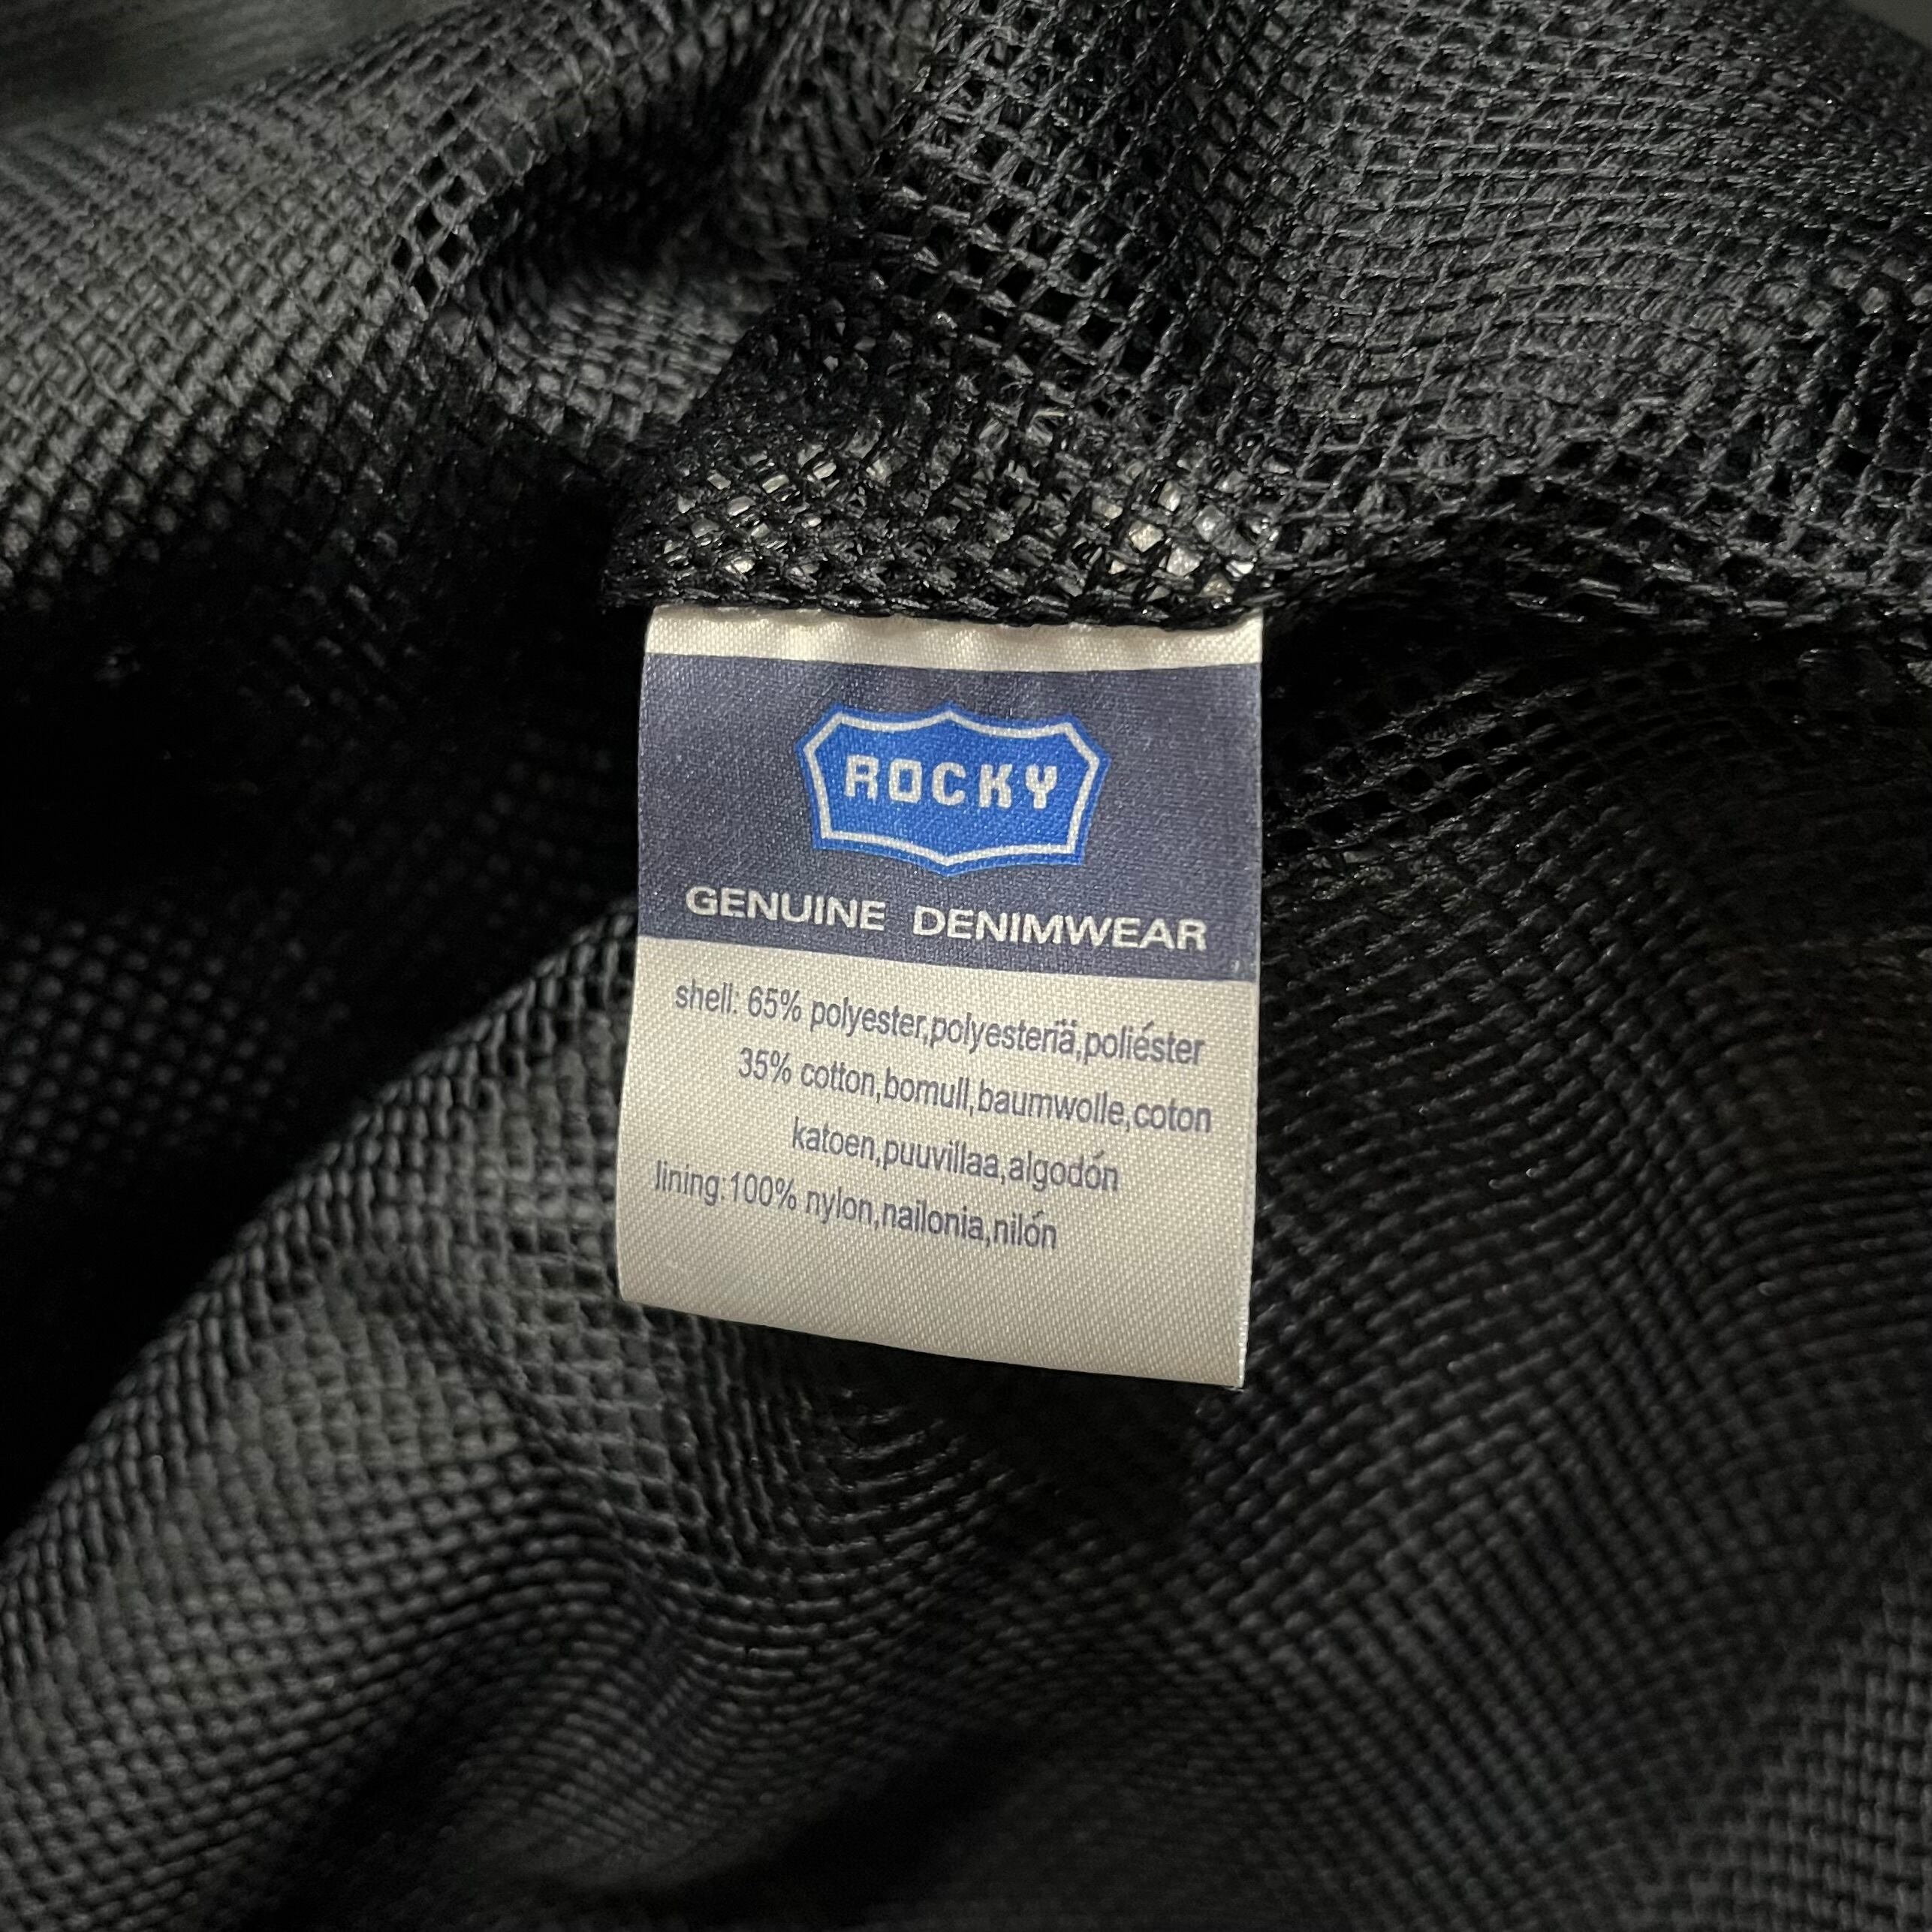 ROCKY
GENUINE DENIMWEAR
shell: 65% polyester,polyesteriä,poliéster
35% cotton,bomull,baumwolle,coton
katoen,puuvillaa,algodón
lining:100% nylon,nailonia,nilón